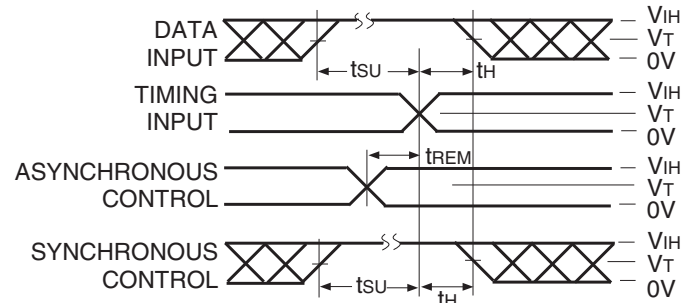 DATA INPUT
tSU
tH
VIH
VT
0V
TIMING INPUT
VIH
VT
0V
tREM
ASYNCHRONOUS CONTROL
VIH
VT
0V
SYNCHRONOUS CONTROL
tSU
tH
VIH
VT
0V